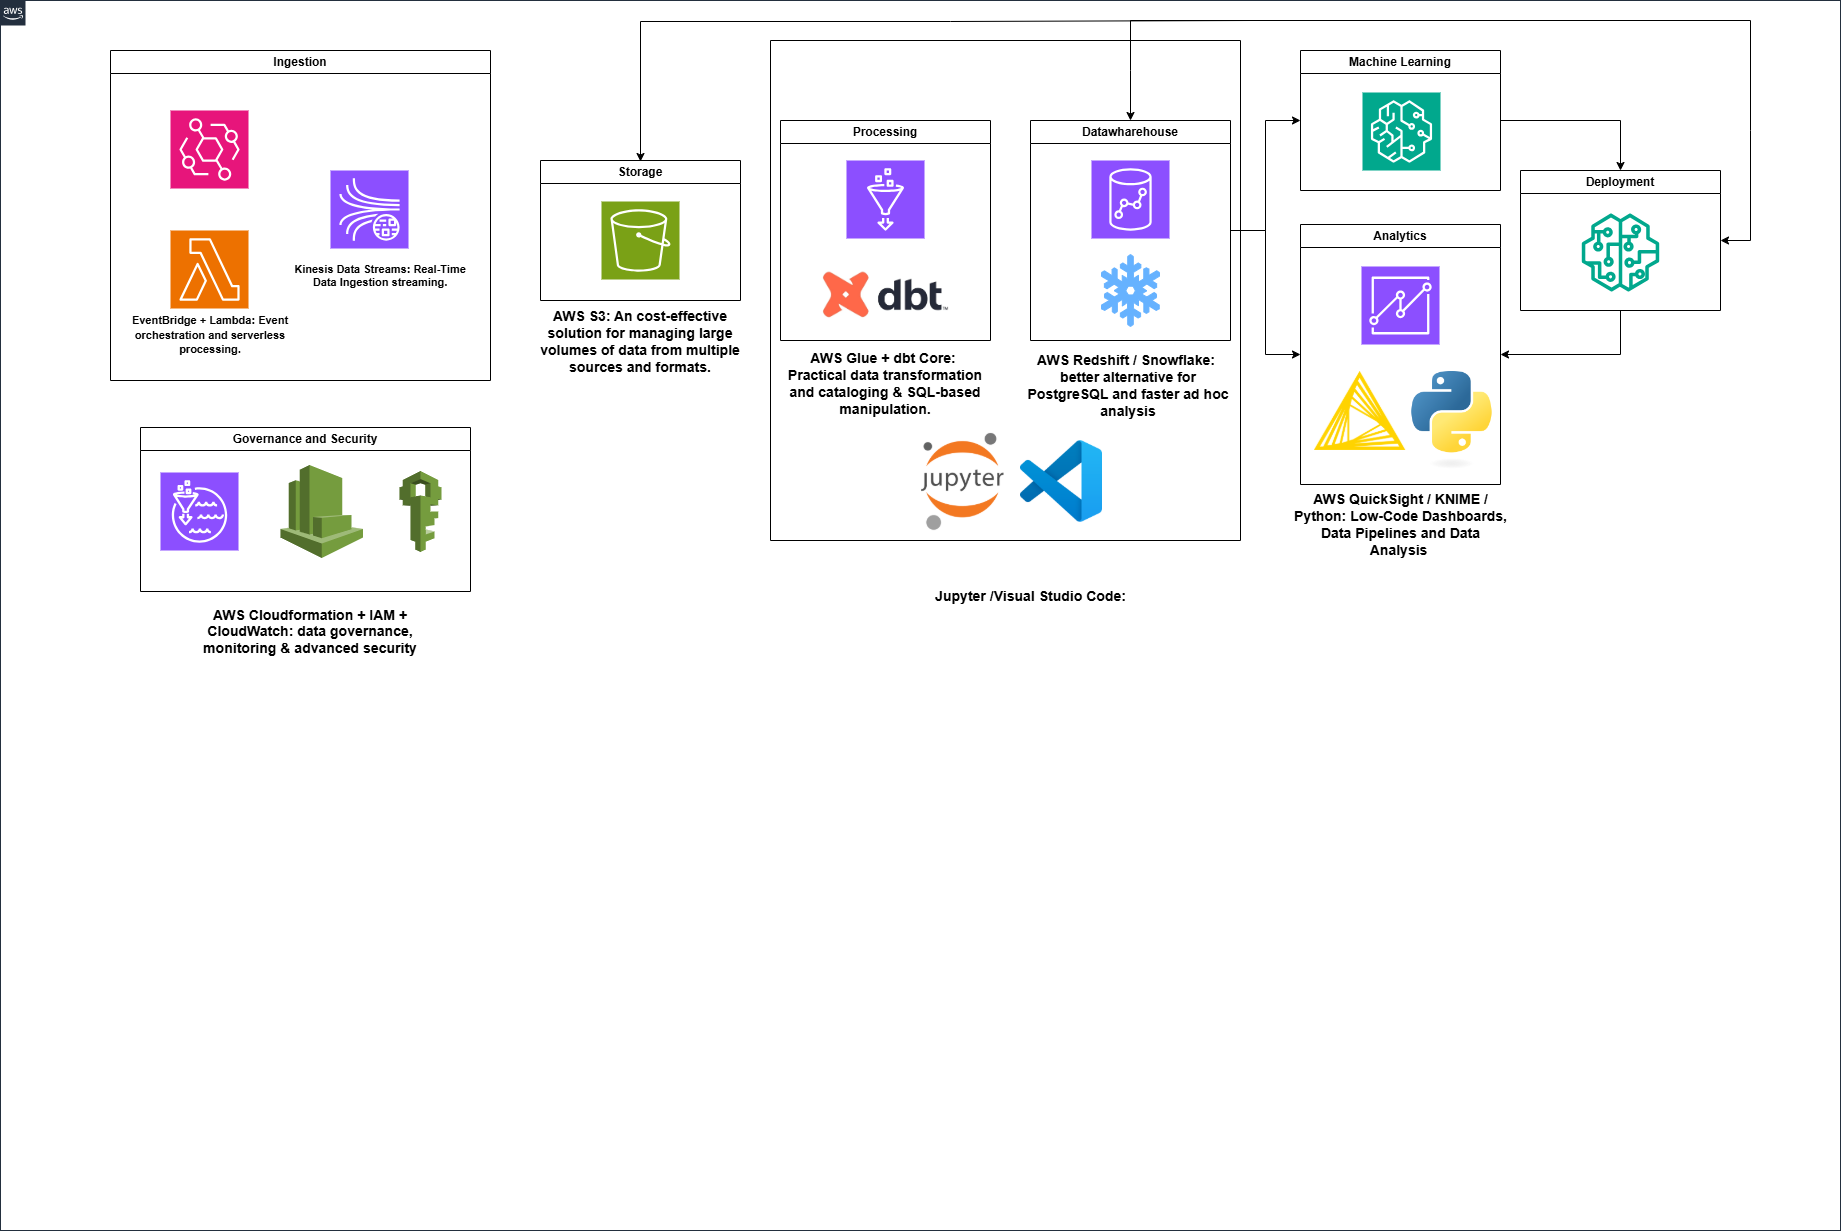 aws
Ingestion
Kinesis Data Streams: Real-Time
Data Ingestion streaming.
EventBridge + Lambda: Event
orchestration and serverless
processing.
Governance and Security
AWS Cloudformation + IAM +
CloudWatch: data governance,
monitoring & advanced security
Storage
AWS S3: An cost-effective
solution for managing large
volumes of data from multiple
sources and formats.
Processing
dbt
TM
AWS Glue + dbt Core:
Practical data transformation
and cataloging & SQL-based
manipulation.
Datawharehouse
AWS Redshift / Snowflake:
better alternative for
PostgreSQL and faster ad hoc
analysis
jupyter
Jupyter /Visual Studio Code:
Machine Learning
Analytics
AWS QuickSight / KNIME /
Python: Low-Code Dashboards,
Data Pipelines and Data
Analysis
Deployment